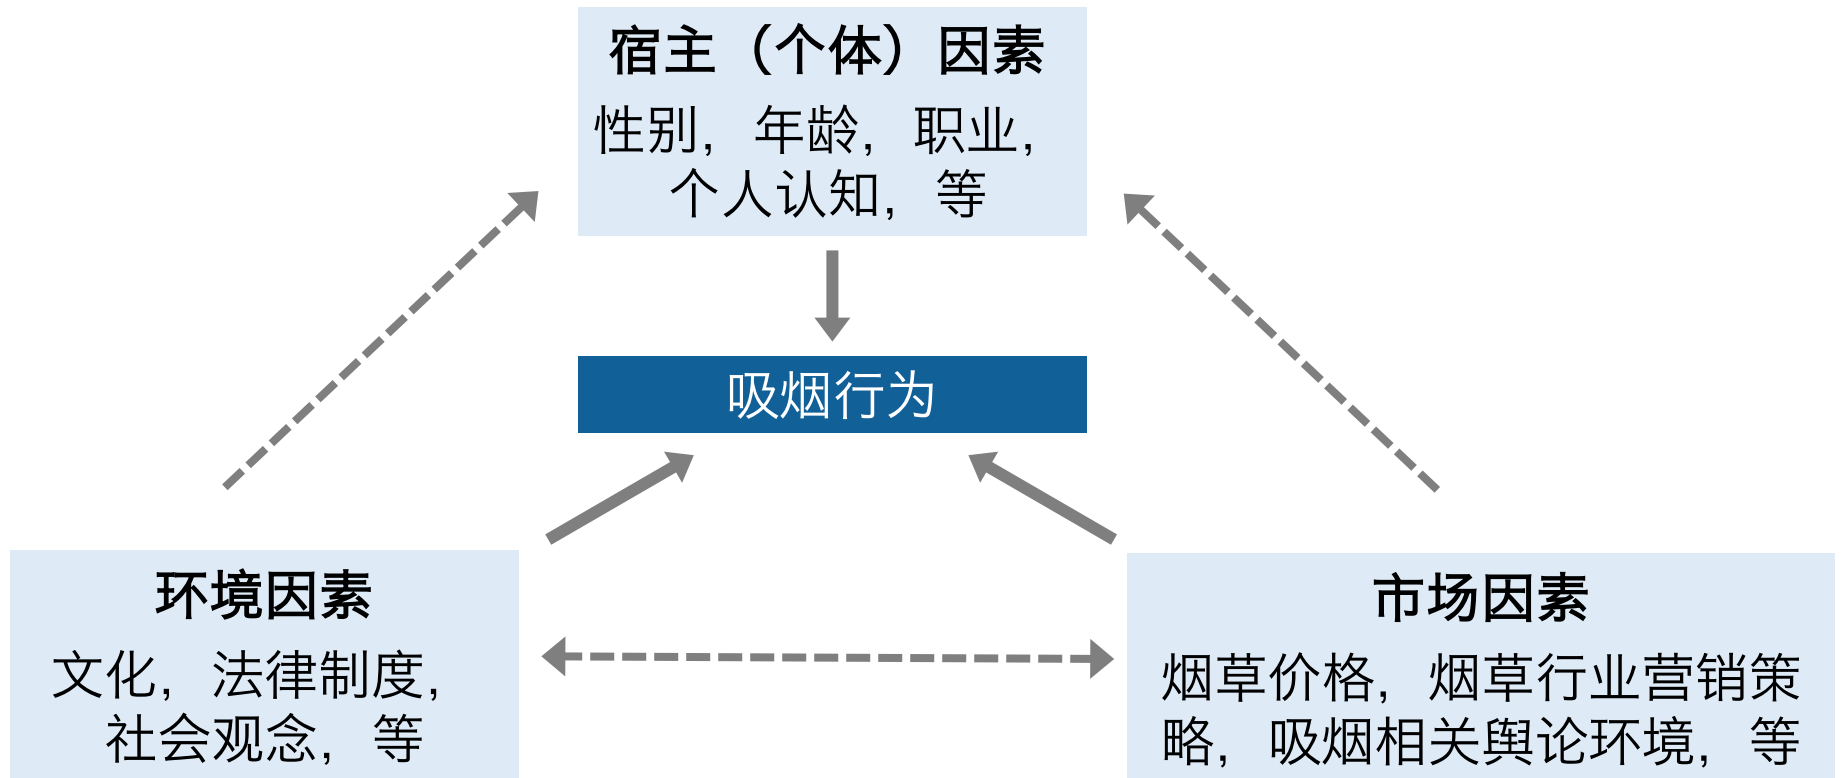 宿主（个体）因素
性别，年龄，职业，
个人认知，等
吸烟行为
环境因素
文化，法律制度，
社会观念，等
市场因素
烟草价格，烟草行业营销策
略，吸烟相关舆论环境，等